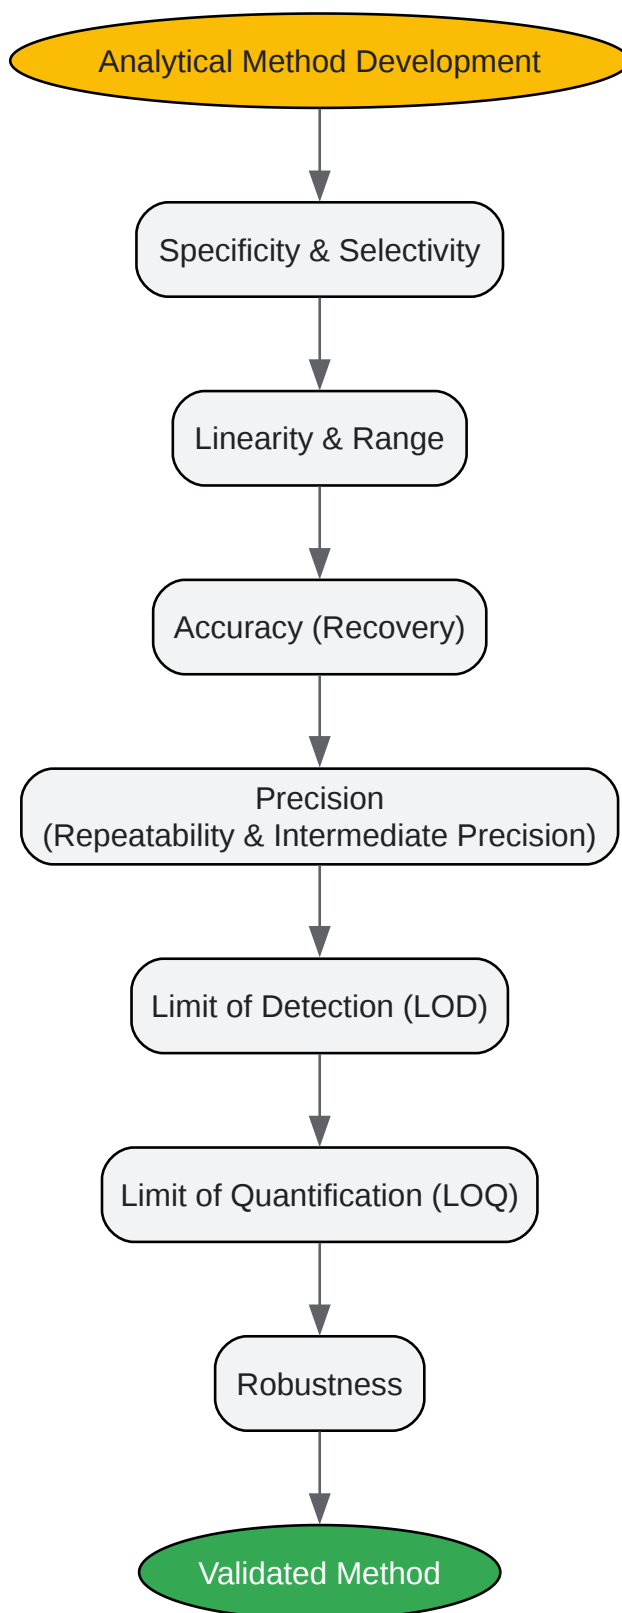 Analytical Method Development
Specificity & Selectivity
Linearity & Range
Accuracy (Recovery)
Precision
(Repeatability & Intermediate Precision)
Limit of Detection (LOD)
Limit of Quantification (LOQ)
Robustness
Validated Method